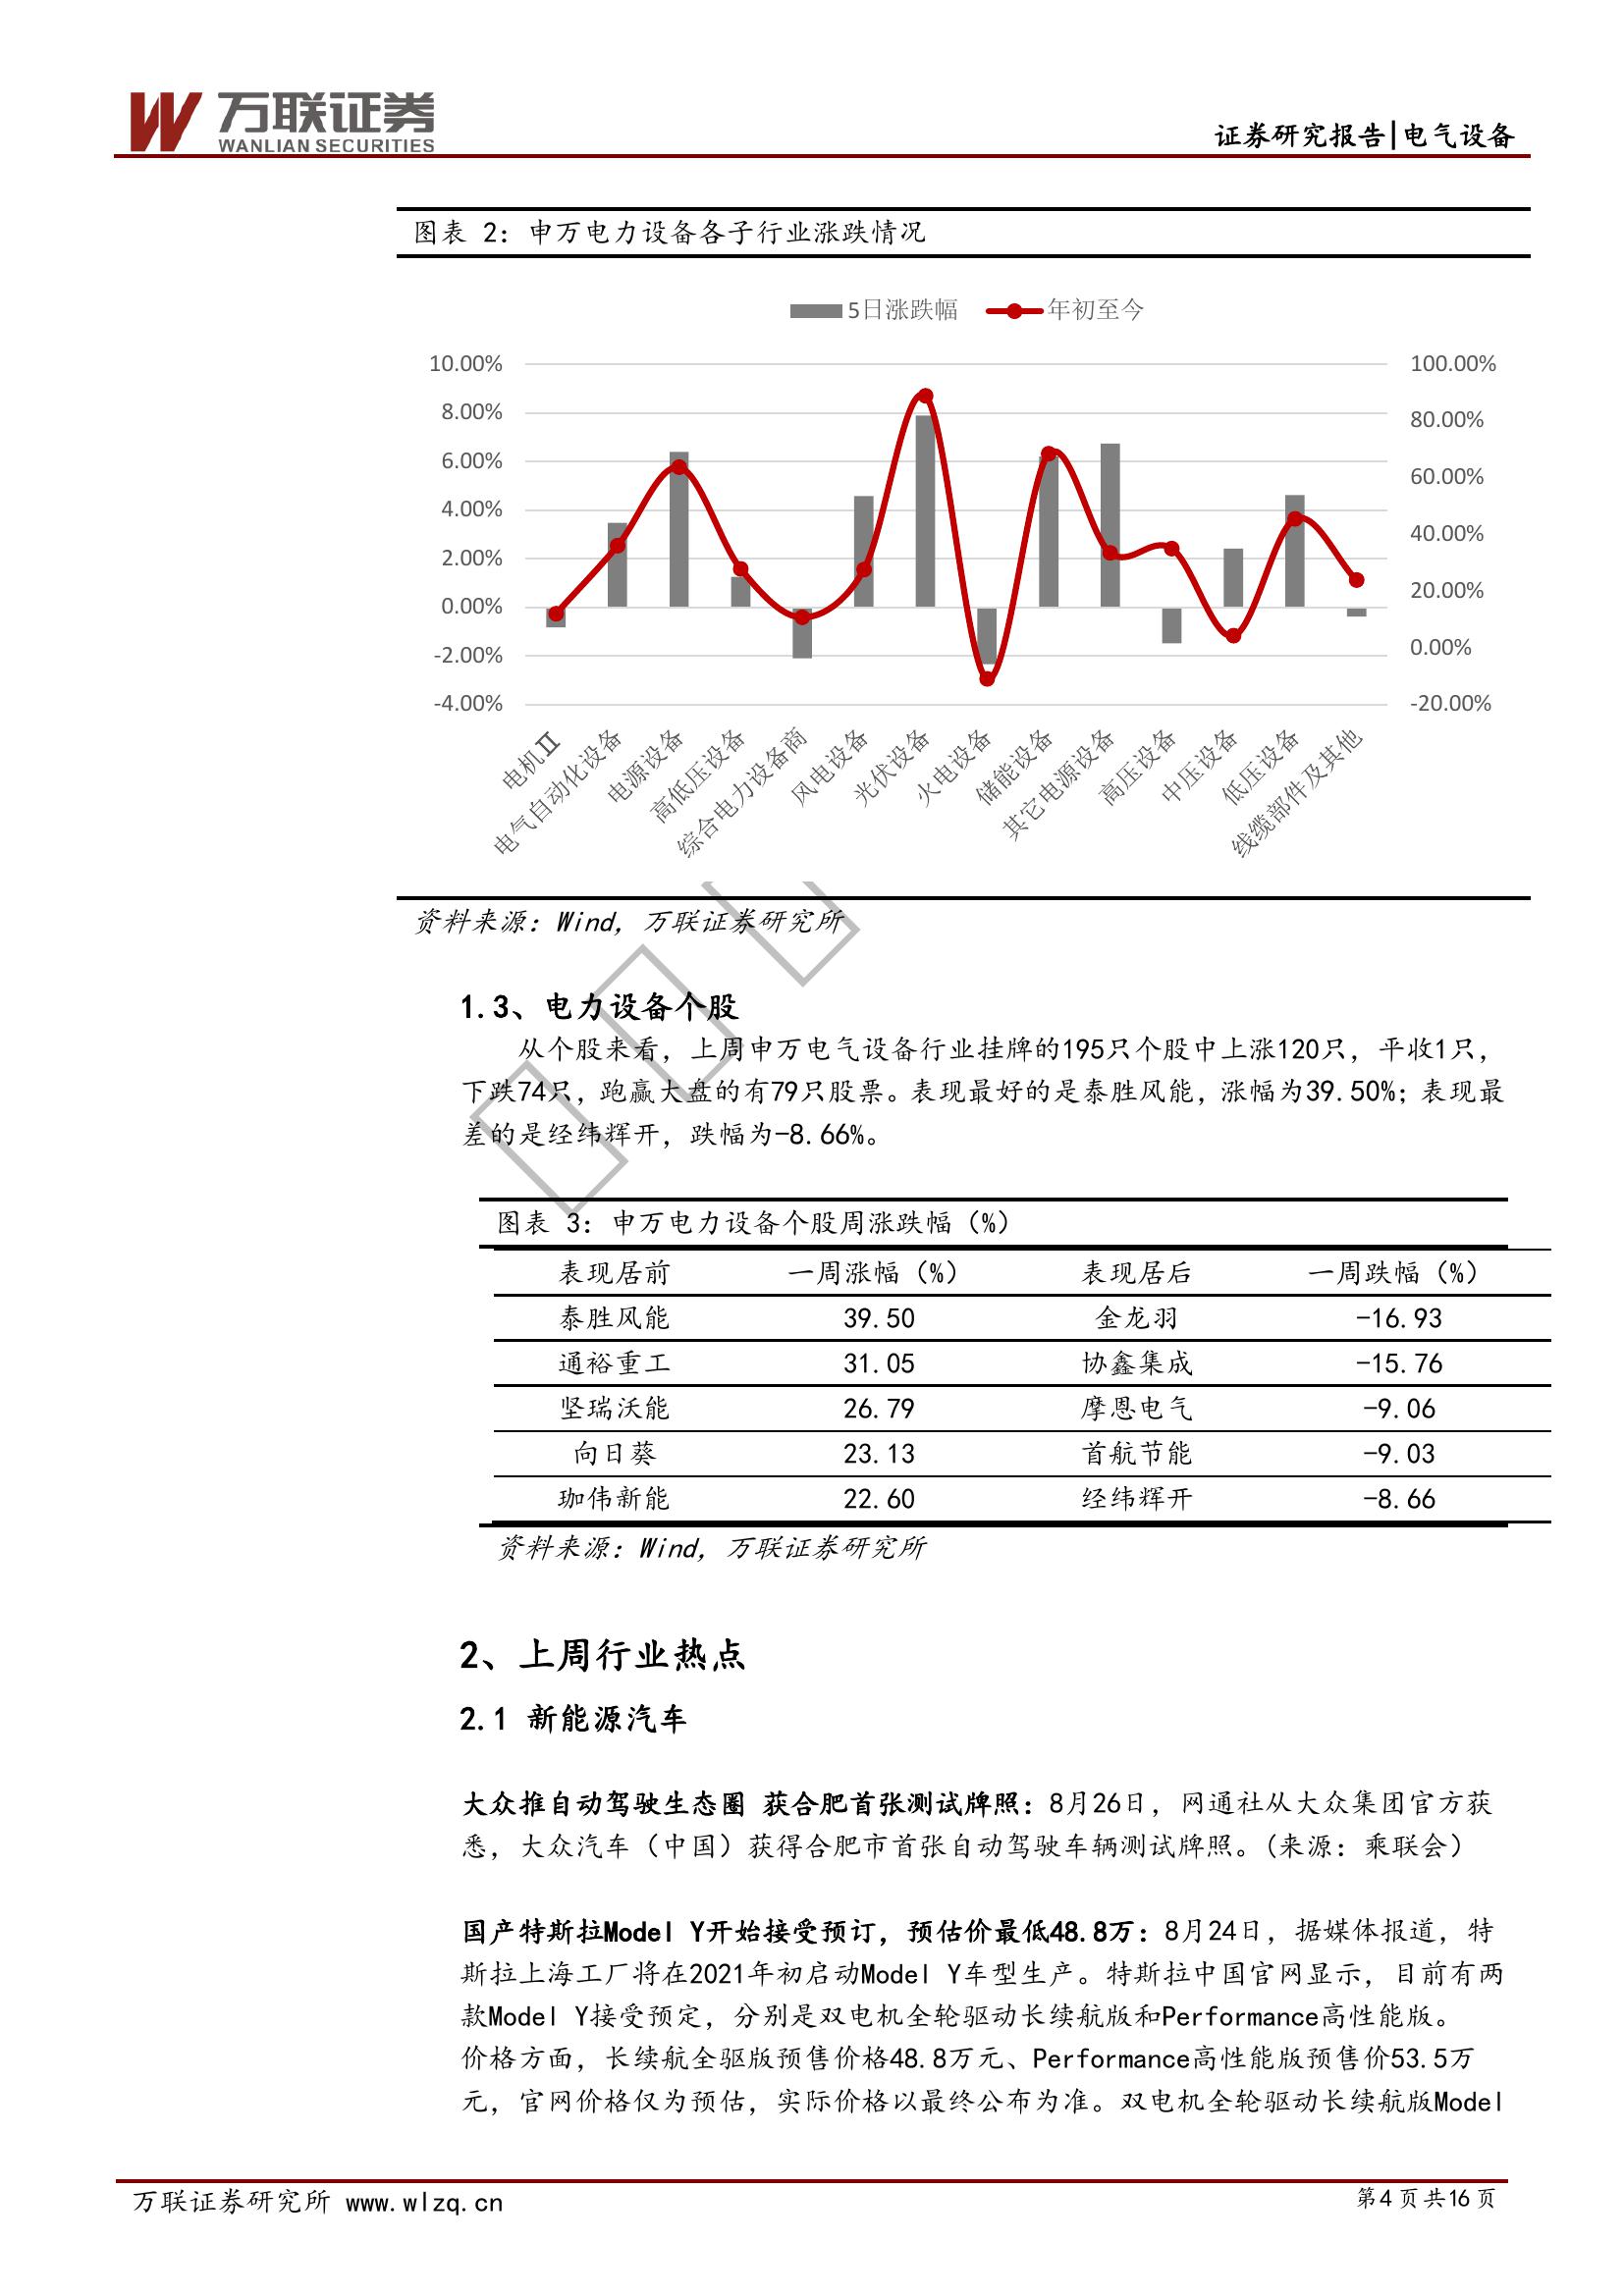 万联证券
WANLIAN SECURITIES
证券研究报告|电气设备
图表 2：申万电力设备各子行业涨跌情况
5日涨跌幅 年初至今
10.00% 100.00%
8.00% 80.00%
6.00% 60.00%
4.00% 40.00%
2.00% 20.00%
0.00% 0.00%
-2.00% -20.00%
-4.00%
电机Ⅱ
电气自动化设备
电源设备
高低压设备
综合电力设备商
风电设备
光伏设备
火电设备
储能设备
其它电源设备
高压设备
中压设备
低压设备
线缆部件及其他
资料来源：Wind，万联证券研究所
1.3、电力设备个股
从个股来看，上周申万电气设备行业挂牌的195只个股中上涨120只，平收1只，
下跌74只，跑赢大盘的有79只股票。表现最好的是泰胜风能，涨幅为39.50%；表现最
差的是经纬辉开，跌幅为-8.66%。
图表 3：申万电力设备个股周涨跌幅（%）
表现居前 一周涨幅（%） 表现居后 一周跌幅（%）
泰胜风能 39.50 金龙羽 -16.93
通裕重工 31.05 协鑫集成 -15.76
坚瑞沃能 26.79 摩恩电气 -9.06
向日葵 23.13 首航节能 -9.03
珈伟新能 22.60 经纬辉开 -8.66
资料来源：Wind，万联证券研究所
2、上周行业热点
2.1 新能源汽车
大众推自动驾驶生态圈 获合肥首张测试牌照：8月26日，网通社从大众集团官方获
悉，大众汽车（中国）获得合肥市首张自动驾驶车辆测试牌照。(来源：乘联会）
国产特斯拉Model Y开始接受预订，预估价最低48.8万：8月24日，据媒体报道，特
斯拉上海工厂将在2021年初启动Model Y车型生产。特斯拉中国官网显示，目前有两
款Model Y接受预定，分别是双电机全轮驱动长续航版和Performance高性能版。
价格方面，长续航全驱版预售价格48.8万元、Performance高性能版预售价53.5万
元，官网价格仅为预估，实际价格以最终公布为准。双电机全轮驱动长续航版Model
万联证券研究所 www.wlzq.cn 第4页共16页